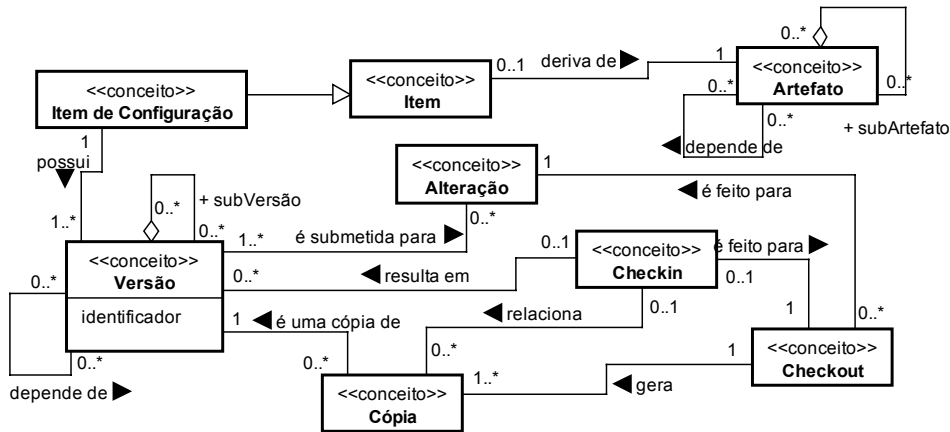 0..*
<<conceito>>
Item de Configuração
<<conceito>>
Item
0..1
deriva de
1
<<conceito>>
Artefato
0..*
0..*
0..*
+ subArtefato
depende de
1
possui
1..*
0..*
+ subVersão
0..*
<<conceito>>
Alteração
1
é feito para
0..*
1..*
é submetida para
<<conceito>>
Versão
identificador
0..*
0..*
depende de
0..*
resulta em
0..1
<<conceito>>
Checkin
é feito para
0..1
1
0..*
1
é uma cópia de
relaciona
0..1
0..*
0..*
<<conceito>>
Cópia
1..*
gera
1
<<conceito>>
Checkout